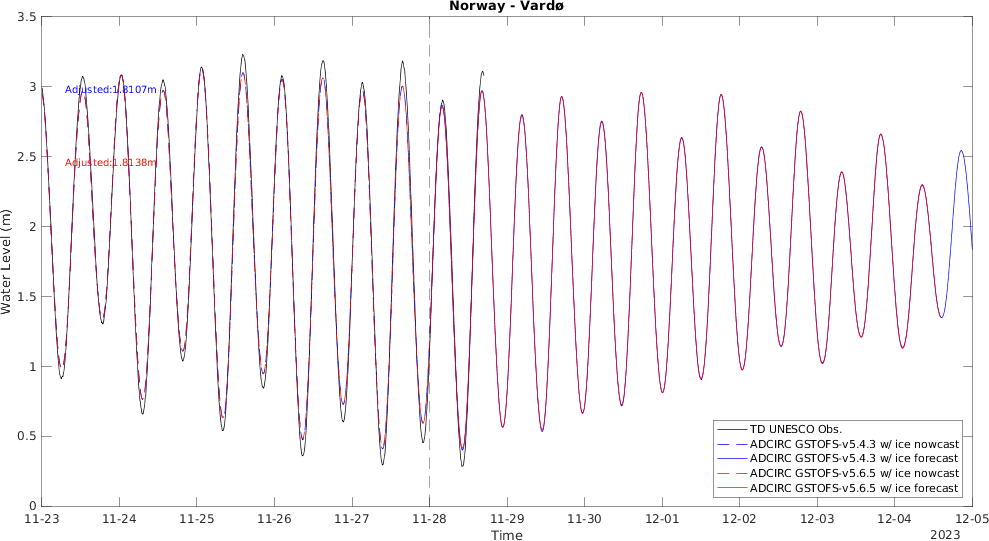 Norway - Vardø
3.5
3
2.5
2
1.5
1
0.5
0
Water Level (m)
Adjusted:1.8107m
Adjusted:1.8138m
TD UNESCO Obs.
ADCIRC GSTOFS-v5.4.3 w/ ice nowcast
ADCIRC GSTOFS-v5.4.3 w/ ice forecast
ADCIRC GSTOFS-v5.6.5 w/ ice nowcast
ADCIRC GSTOFS-v5.6.5 w/ ice forecast
11-23 11-24 11-25 11-26 11-27 11-28 11-29 11-30 12-01 12-02 12-03 12-04 12-05
Time
2023